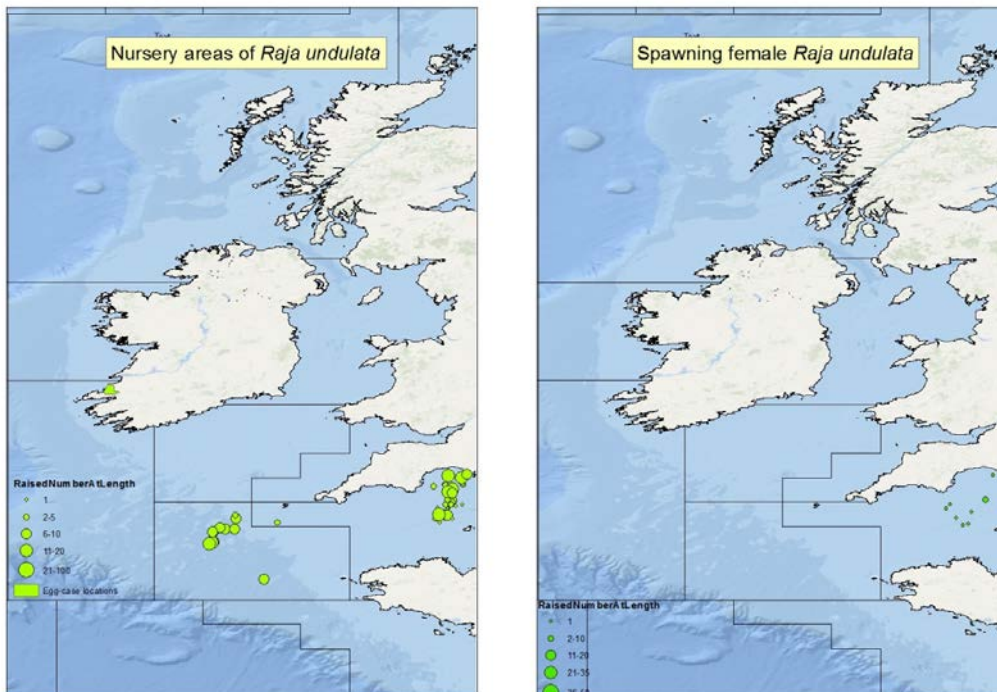 Nursery areas of Raja undulata
RaisedNumberAtLength
1
2-5
6-10
11-20
21-100
Egg-case locations
Spawning female Raja undulata
RaisedNumberAtLength
1
2-10
11-20
21-35